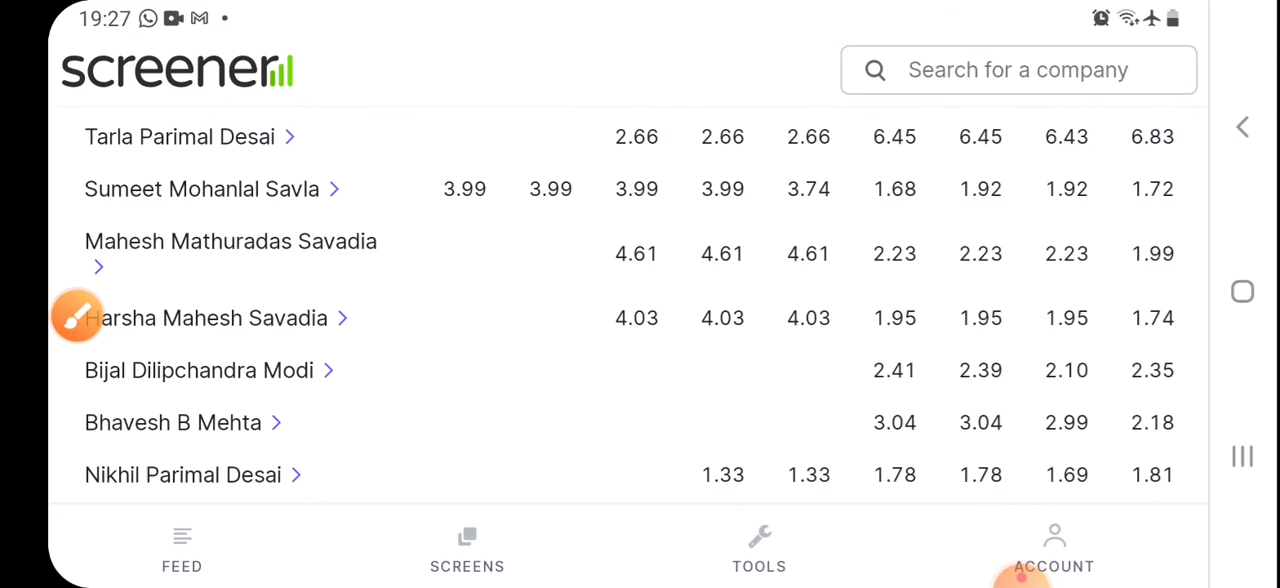 19:27
screener
Search for a company
Tarla Parimal Desai 2.66 2.66 2.66 6.45 6.45 6.43 6.83
Sumeet Mohanlal Savla 3.99 3.99 3.99 3.99 3.74 1.68 1.92 1.92 1.72
Mahesh Mathuradas Savadia 4.61 4.61 4.61 2.23 2.23 2.23 1.99
Harsha Mahesh Savadia 4.03 4.03 4.03 1.95 1.95 1.95 1.74
Bijal Dilipchandra Modi 2.41 2.39 2.10 2.35
Bhavesh B Mehta 3.04 3.04 2.99 2.18
Nikhil Parimal Desai 1.33 1.33 1.78 1.78 1.69 1.81
FEED SCREENS TOOLS ACCOUNT